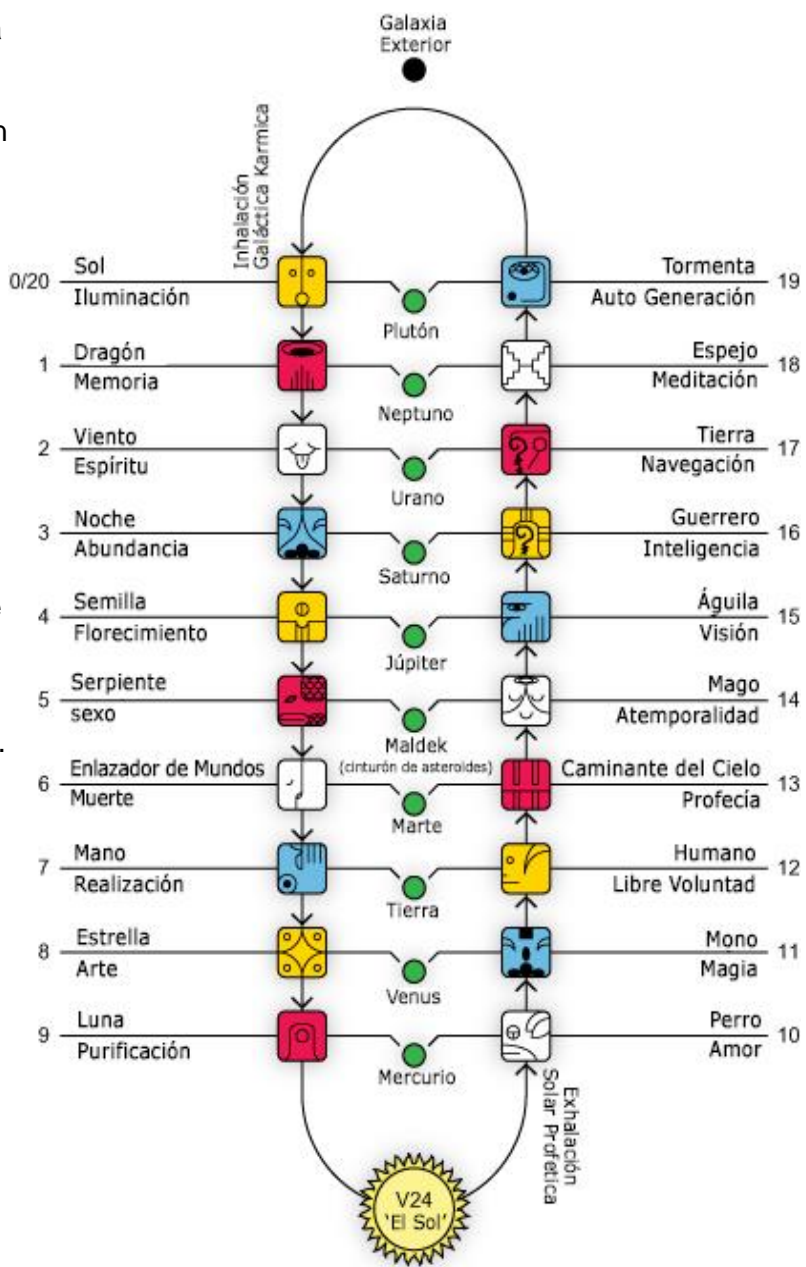 a
n
e
.
Galaxia
Exterior
Inhalación
Galáctica Karmica
0/20
Sol
Iluminación
Plutón
Tormenta
Auto Generación
19
1
Dragón
Memoria
Neptuno
Espejo
Meditación
18
2
Viento
Espíritu
Urano
Tierra
Navegación
17
3
Noche
Abundancia
Saturno
Guerrero
Inteligencia
16
4
Semilla
Florecimiento
Júpiter
Águila
Visión
15
5
Serpiente
sexo
Maldek
(cinturón de asteroides)
Mago
Atemporalidad
14
6
Enlazador de Mundos
Muerte
Marte
Caminante del Cielo
Profecía
13
7
Mano
Realización
Tierra
Humano
Libre Voluntad
12
8
Estrella
Arte
Venus
Mono
Magia
11
9
Luna
Purificación
Mercurio
Perro
Amor
10
Exhalación
Solar Profetica
V24
'El Sol'